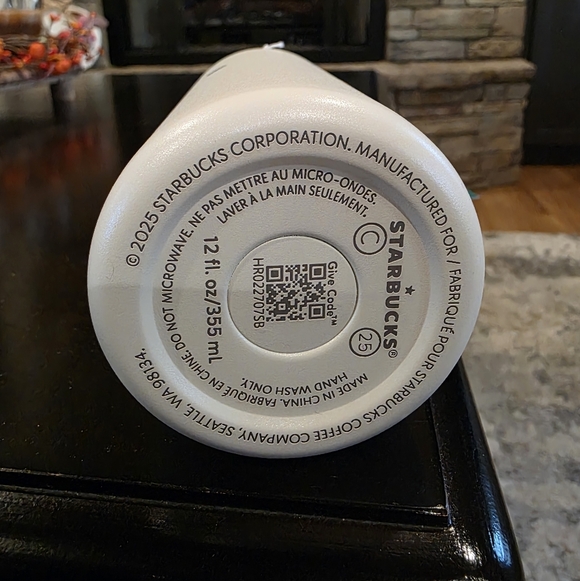 © 2025 STARBUCKS CORPORATION. MANUFACTURED FOR / FABRIQUÉ POUR STARBUCKS COFFEE COMPANY, SEATTLE, WA 98134.
MADE IN CHINA. FABRIQUÉ EN CHINE. DO NOT MICROWAVE. NE PAS METTRE AU MICRO-ONDES.
LAVER À LA MAIN SEULEMENT.
HAND WASH ONLY.
12 fl. oz/355 mL
HR022707SB
Give Code™
C
STARBUCKS®
25